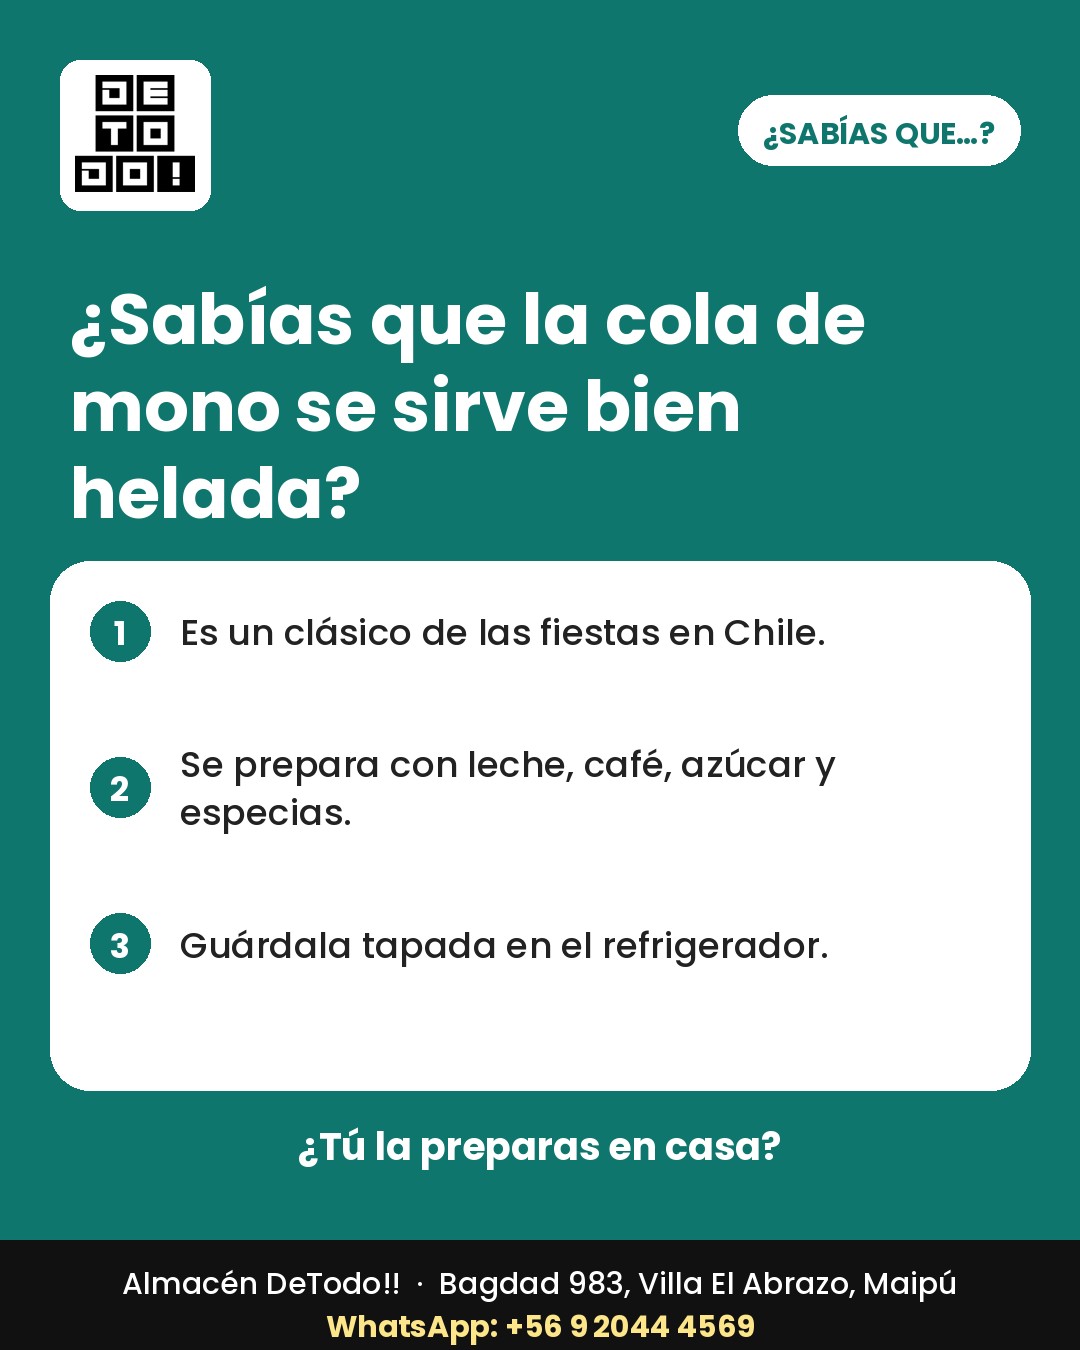 DE
TO
DO!
¿SABÍAS QUE...?
¿Sabías que la cola de
mono se sirve bien
helada?
1 Es un clásico de las fiestas en Chile.
2 Se prepara con leche, café, azúcar y
especias.
3 Guárdala tapada en el refrigerador.
¿Tú la preparas en casa?
Almacén DeTodo!! · Bagdad 983, Villa El Abrazo, Maipú
WhatsApp: +56 9 2044 4569